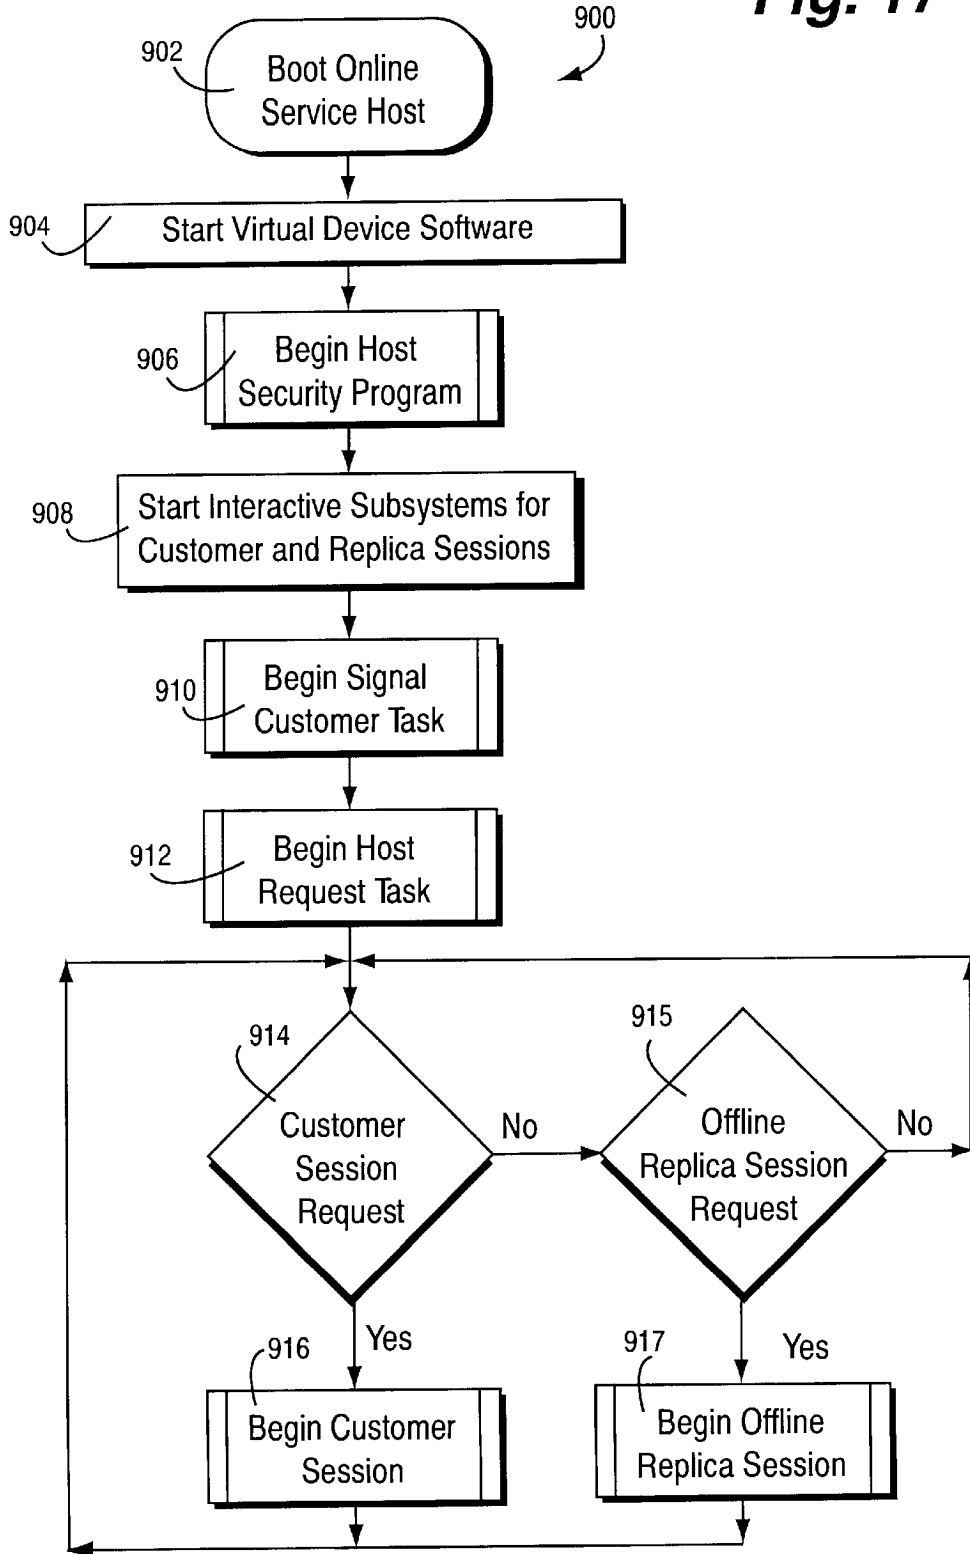 Fig. 17
900
902
Boot Online
Service Host
904
Start Virtual Device Software
906
Begin Host
Security Program
908
Start Interactive Subsystems for
Customer and Replica Sessions
910
Begin Signal
Customer Task
912
Begin Host
Request Task
914
Customer
Session
Request
No
915
Offline
Replica Session
Request
No
916
Yes
Begin Customer
Session
917
Yes
Begin Offline
Replica Session